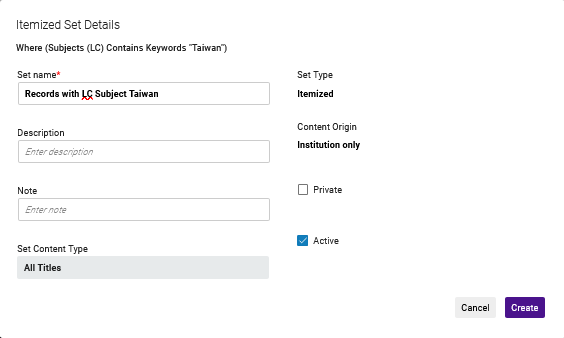 Itemized Set Details
Where (Subjects (LC) Contains Keywords "Taiwan")
Set name*
Set Type
Records with LC Subject Taiwan
Itemized
Description
Content Origin
Enter description
Institution only
Note
Private
Enter note
Active
Set Content Type
All Titles
Cancel
Create